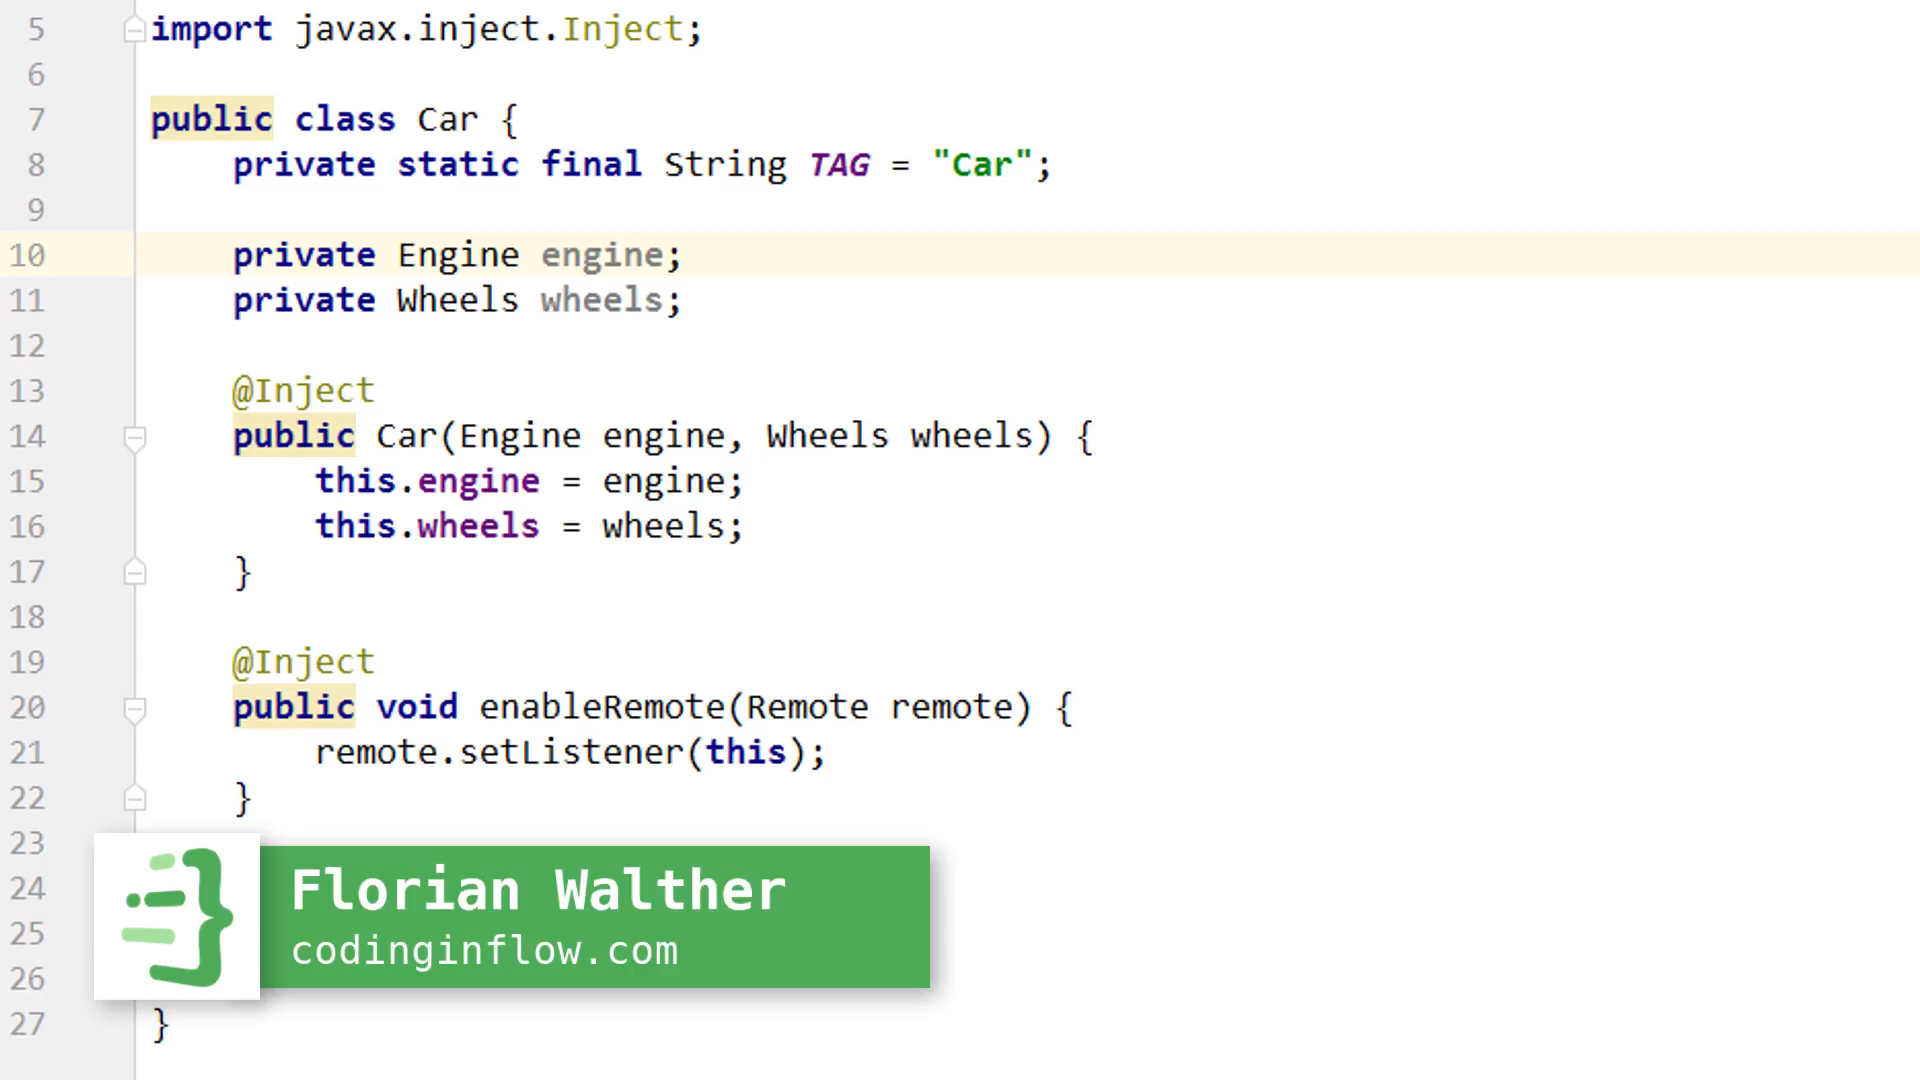 5 import javax.inject.Inject;
6
7 public class Car {
8 private static final String TAG = "Car";
9
10 private Engine engine;
11 private Wheels wheels;
12
13 @Inject
14 public Car(Engine engine, Wheels wheels) {
15 this.engine = engine;
16 this.wheels = wheels;
17 }
18
19 @Inject
20 public void enableRemote(Remote remote) {
21 remote.setListener(this);
22 }
23
24 Florian Walther
25 codinginflow.com
26
27 }